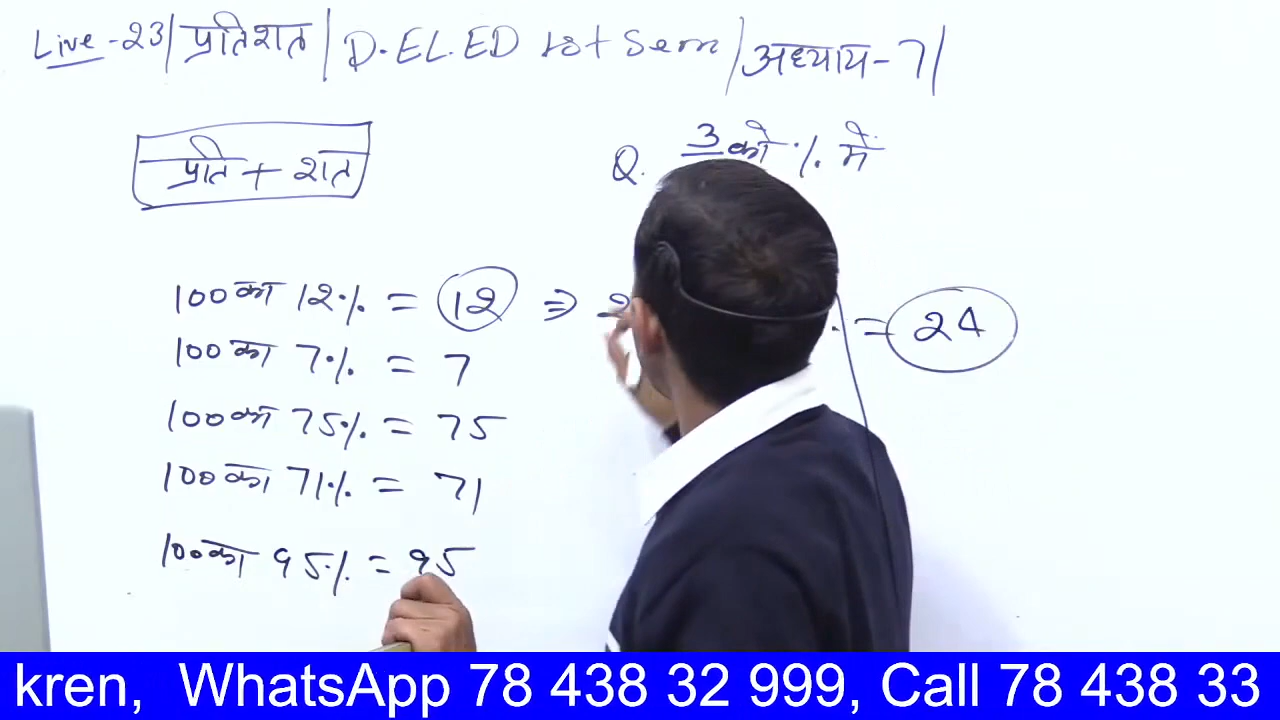 Live-23| प्रतिशत | D.EL.ED 1st Sem | अध्याय-7|
प्रति + शत
Q. 3 को % में
100 का 12% = 12 ⇒ 2
= 24
100 का 7% = 7
100 का 75% = 75
100 का 71% = 71
100 का 95% = 95
kren, WhatsApp 78 438 32 999, Call 78 438 33